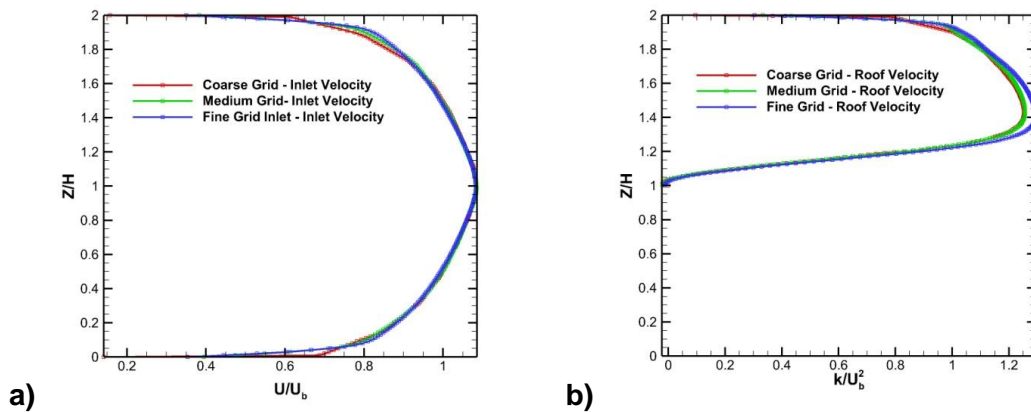 2
1.8
1.6
1.4
1.2
1
0.8
0.6
0.4
0.2
0
Z/H
Coarse Grid - Inlet Velocity
Medium Grid- Inlet Velocity
Fine Grid Inlet - Inlet Velocity
0.2 0.4 0.6 0.8 1
U/U_b
a)
2
1.8
1.6
1.4
1.2
1
0.8
0.6
0.4
0.2
0
Z/H
Coarse Grid - Roof Velocity
Medium Grid - Roof Velocity
Fine Grid - Roof Velocity
0 0.2 0.4 0.6 0.8 1 1.2
k/U_b^2
b)